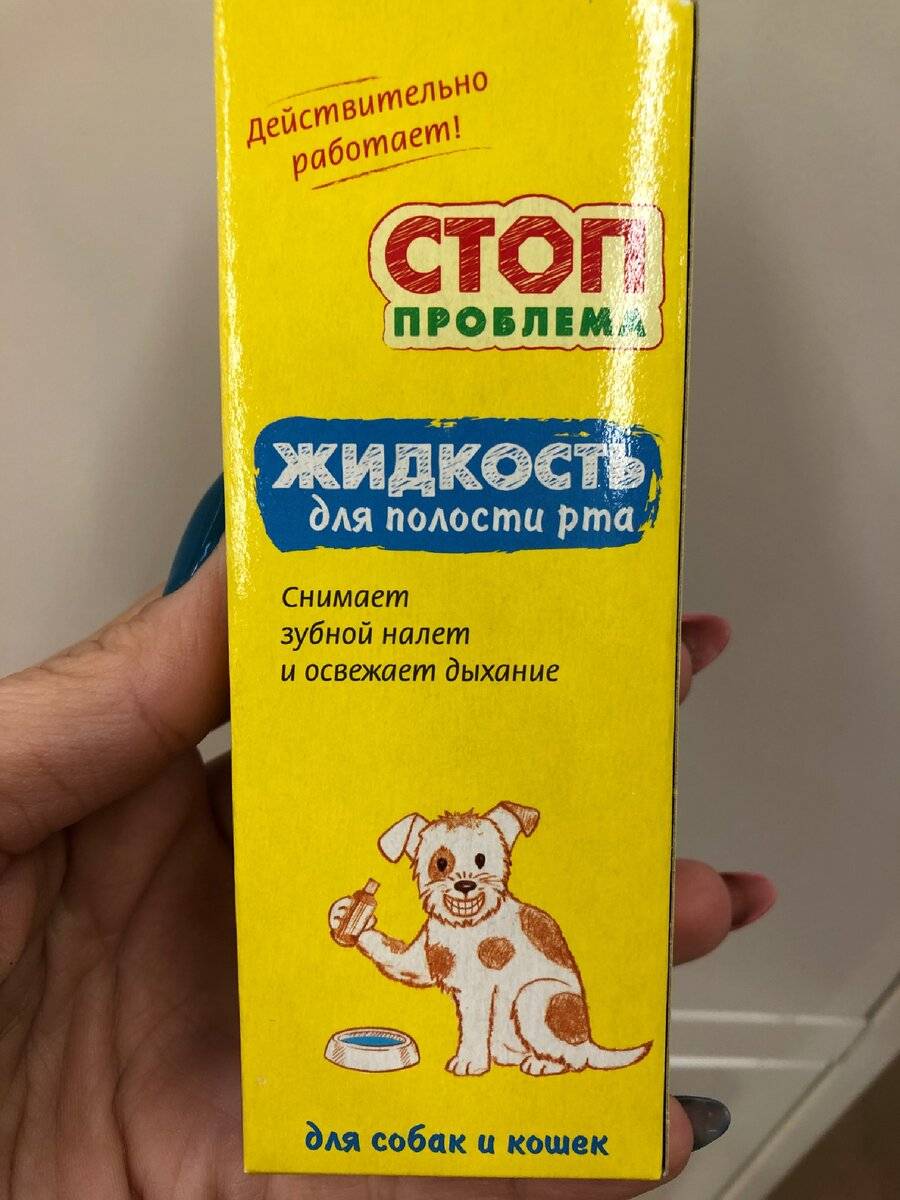 Действительно
работает!
СТОП
ПРОБЛЕМА
ЖИДКОСТЬ
для полости рта
Снимает
зубной налет
и освежает дыхание
для собак и кошек